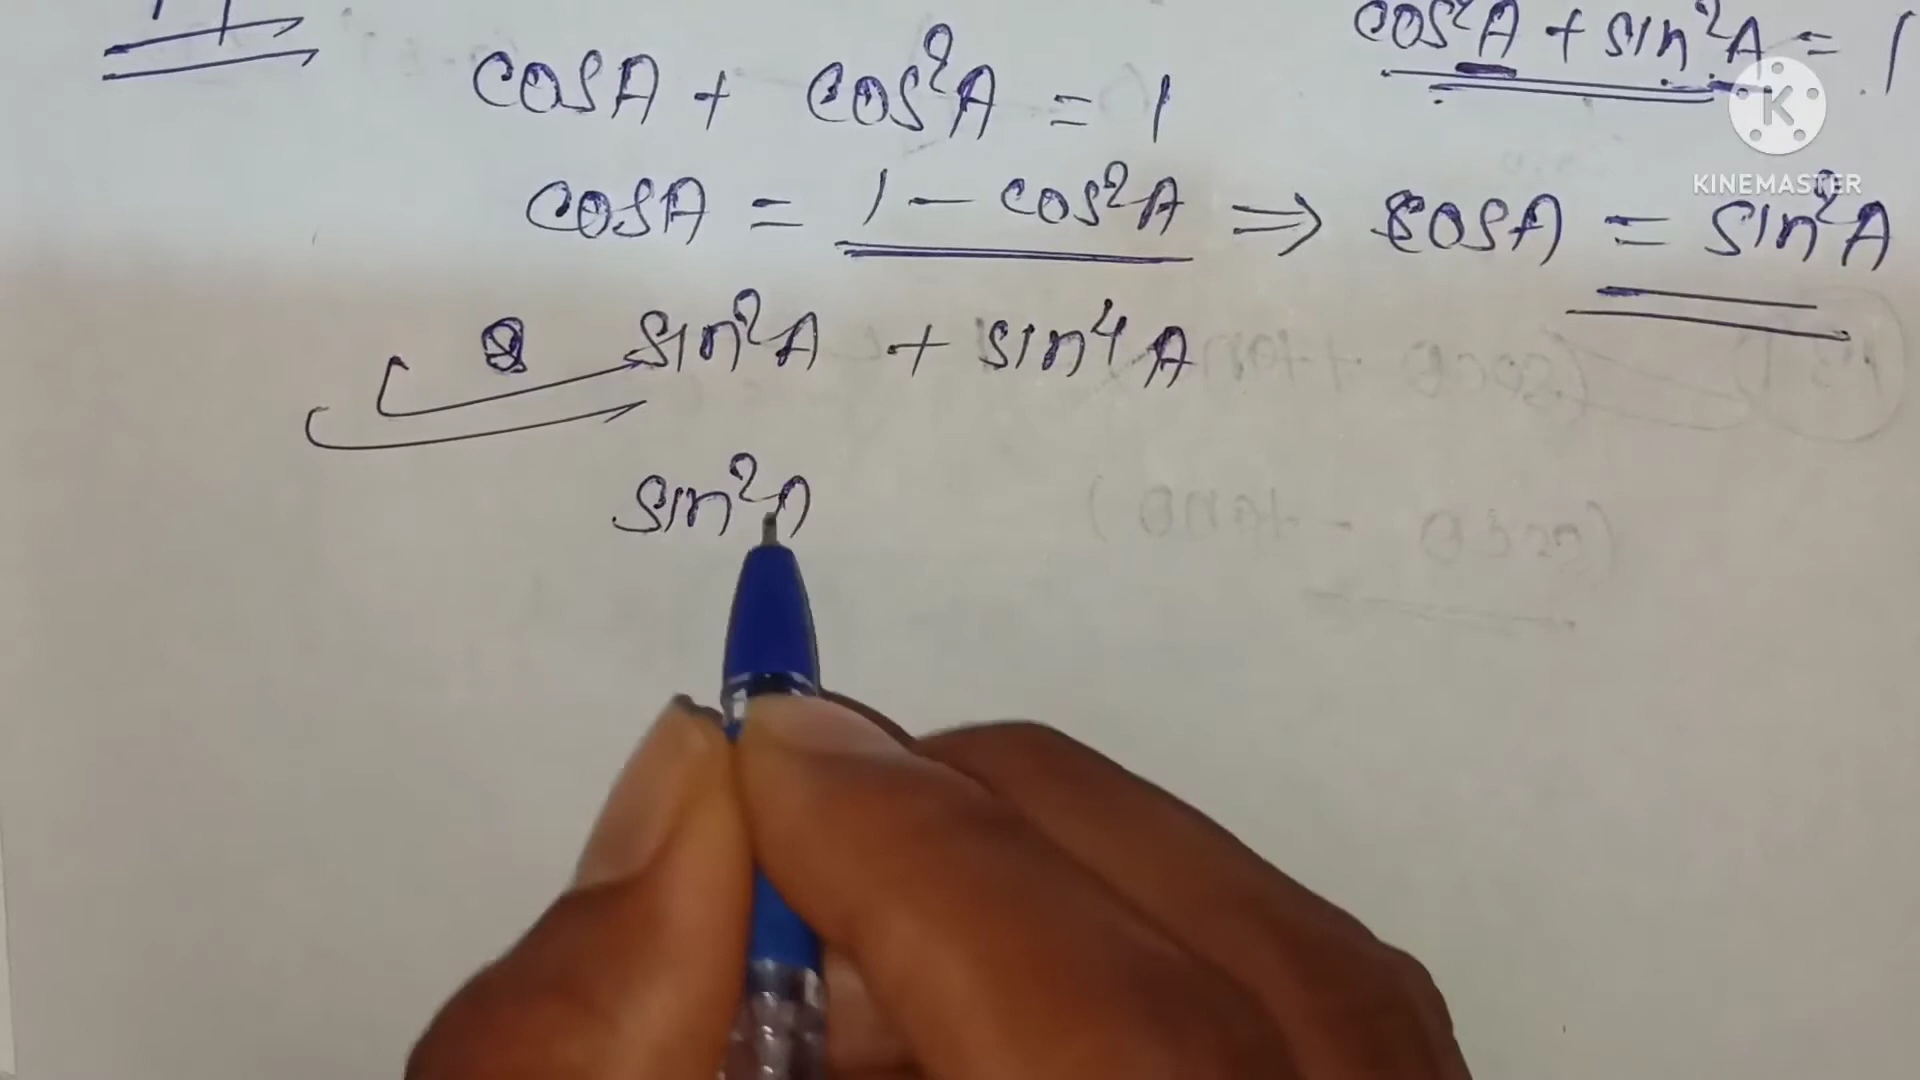 cos²A + sin²A = 1
cosA + cos²A = 1
KINEMASTER
cosA = 1 - cos²A ⇒ cosA = sin²A
sin²A + sin⁴A
sin²A